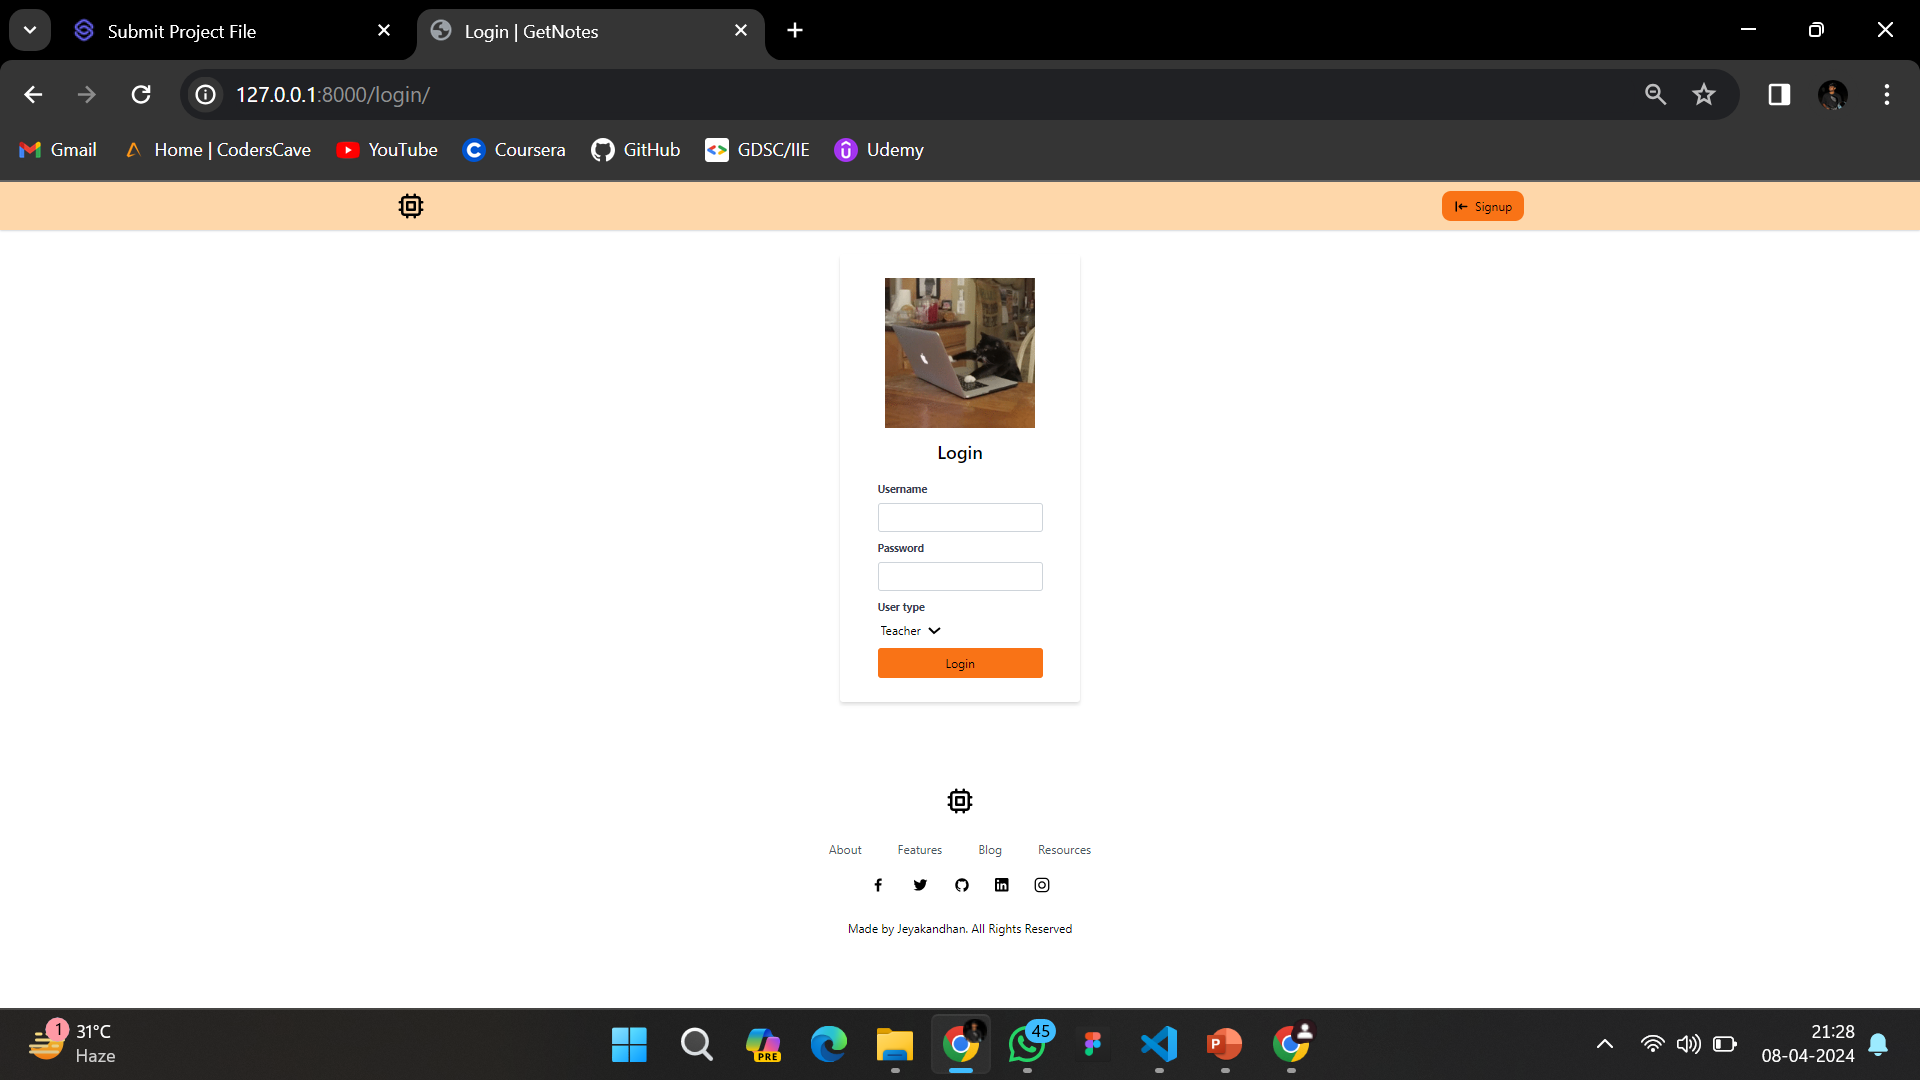 Submit Project File
Login | GetNotes
127.0.0.1:8000/login/
Gmail
Home | CodersCave
YouTube
Coursera
GitHub
GDSC/IIE
Udemy
Signup
Login
Username
Password
User type
Teacher
Login
About
Features
Blog
Resources
Made by Jeyakandhan. All Rights Reserved
1
31°C
Haze
PRE
45
21:28
08-04-2024